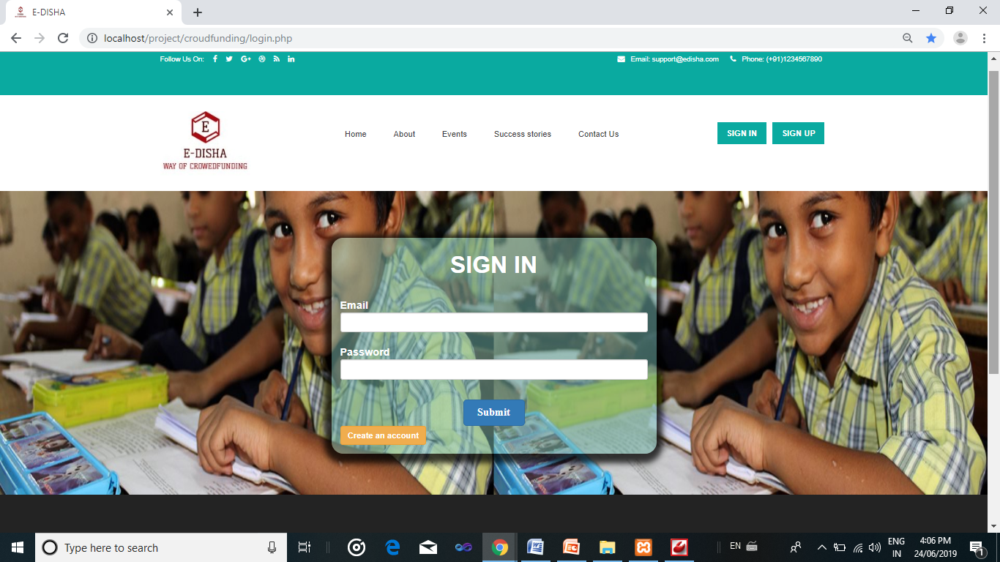 E-DISHA
localhost/project/croudfunding/login.php
Follow Us On:
Email: support@edisha.com Phone: (+91)1234567890
E
E-DISHA
WAY OF CROWEDFUNDING
Home About Events Success stories Contact Us
SIGN IN SIGN UP
SIGN IN
Email
Password
Submit
Create an account
Type here to search
EN
ENG
IN
4:06 PM
24/06/2019
1